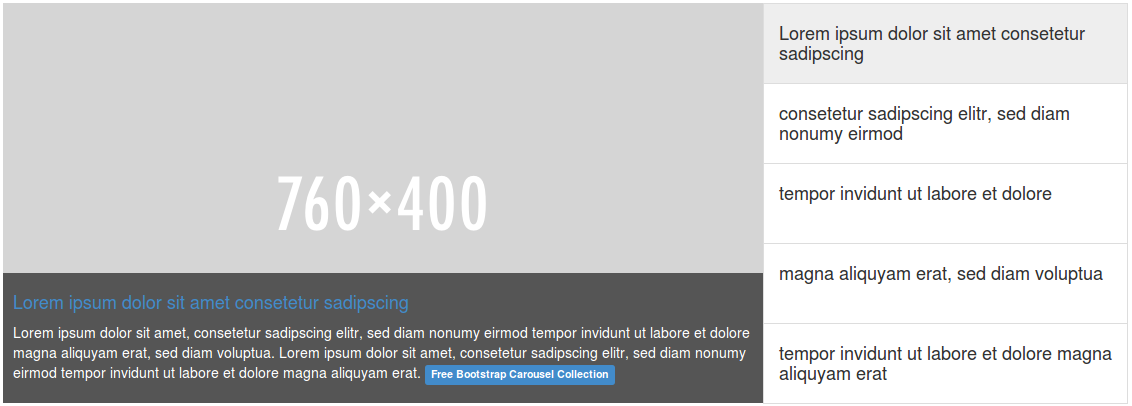 760×400
Lorem ipsum dolor sit amet consetetur sadipscing
Lorem ipsum dolor sit amet, consetetur sadipscing elitr, sed diam nonumy eirmod tempor invidunt ut labore et dolore
magna aliquyam erat, sed diam voluptua. Lorem ipsum dolor sit amet, consetetur sadipscing elitr, sed diam nonumy
eirmod tempor invidunt ut labore et dolore magna aliquyam erat. Free Bootstrap Carousel Collection
Lorem ipsum dolor sit amet consetetur
sadipscing
consetetur sadipscing elitr, sed diam
nonumy eirmod
tempor invidunt ut labore et dolore
magna aliquyam erat, sed diam voluptua
tempor invidunt ut labore et dolore magna
aliquyam erat